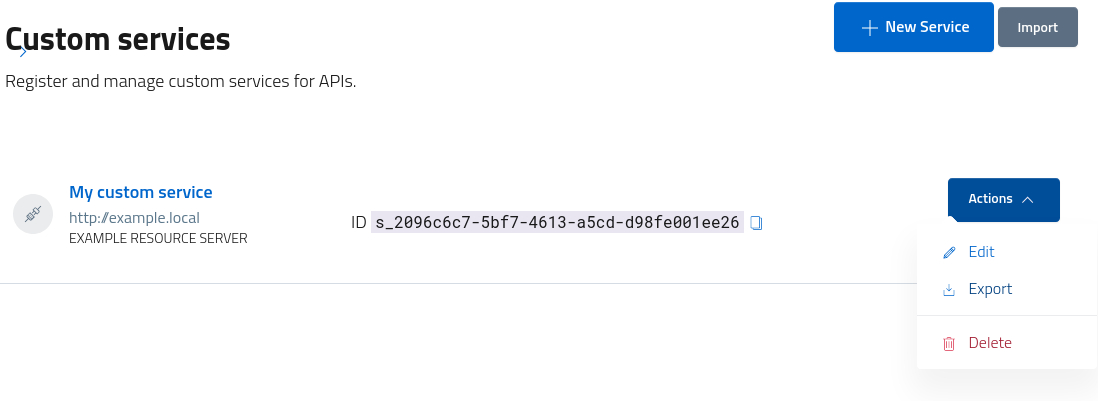 Custom services
New Service
Import
Register and manage custom services for APIs.
My custom service
http://example.local
EXAMPLE RESOURCE SERVER
ID s_2096c6c7-5bf7-4613-a5cd-d98fe001ee26
Actions
Edit
Export
Delete